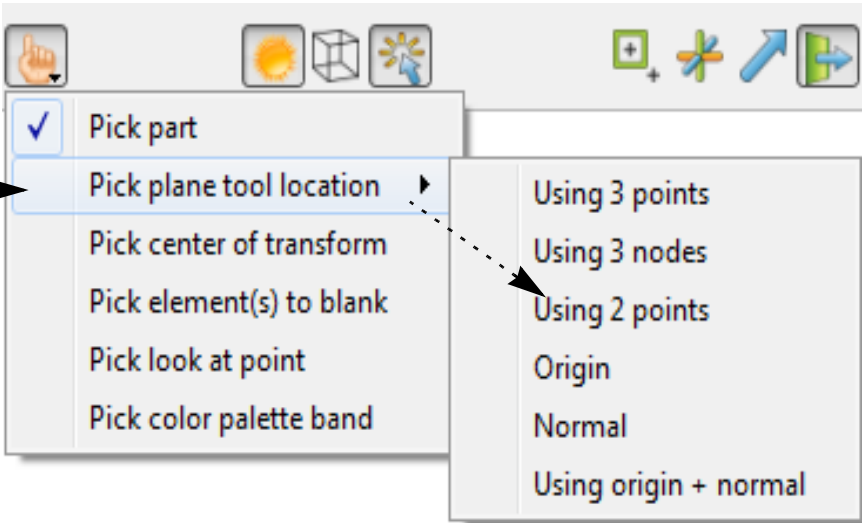 Pick part
Pick plane tool location
Pick center of transform
Pick element(s) to blank
Pick look at point
Pick color palette band
Using 3 points
Using 3 nodes
Using 2 points
Origin
Normal
Using origin + normal